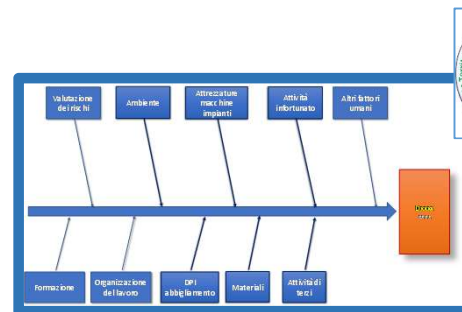 Valutazione
dei rischi
Ambiente
Attrezzature
macchine
impianti
Attività
infortunato
Altri fattori
umani
Formazione
Organizzazione
del lavoro
DPI
abbigliamento
Materiali
Attività di
terzi